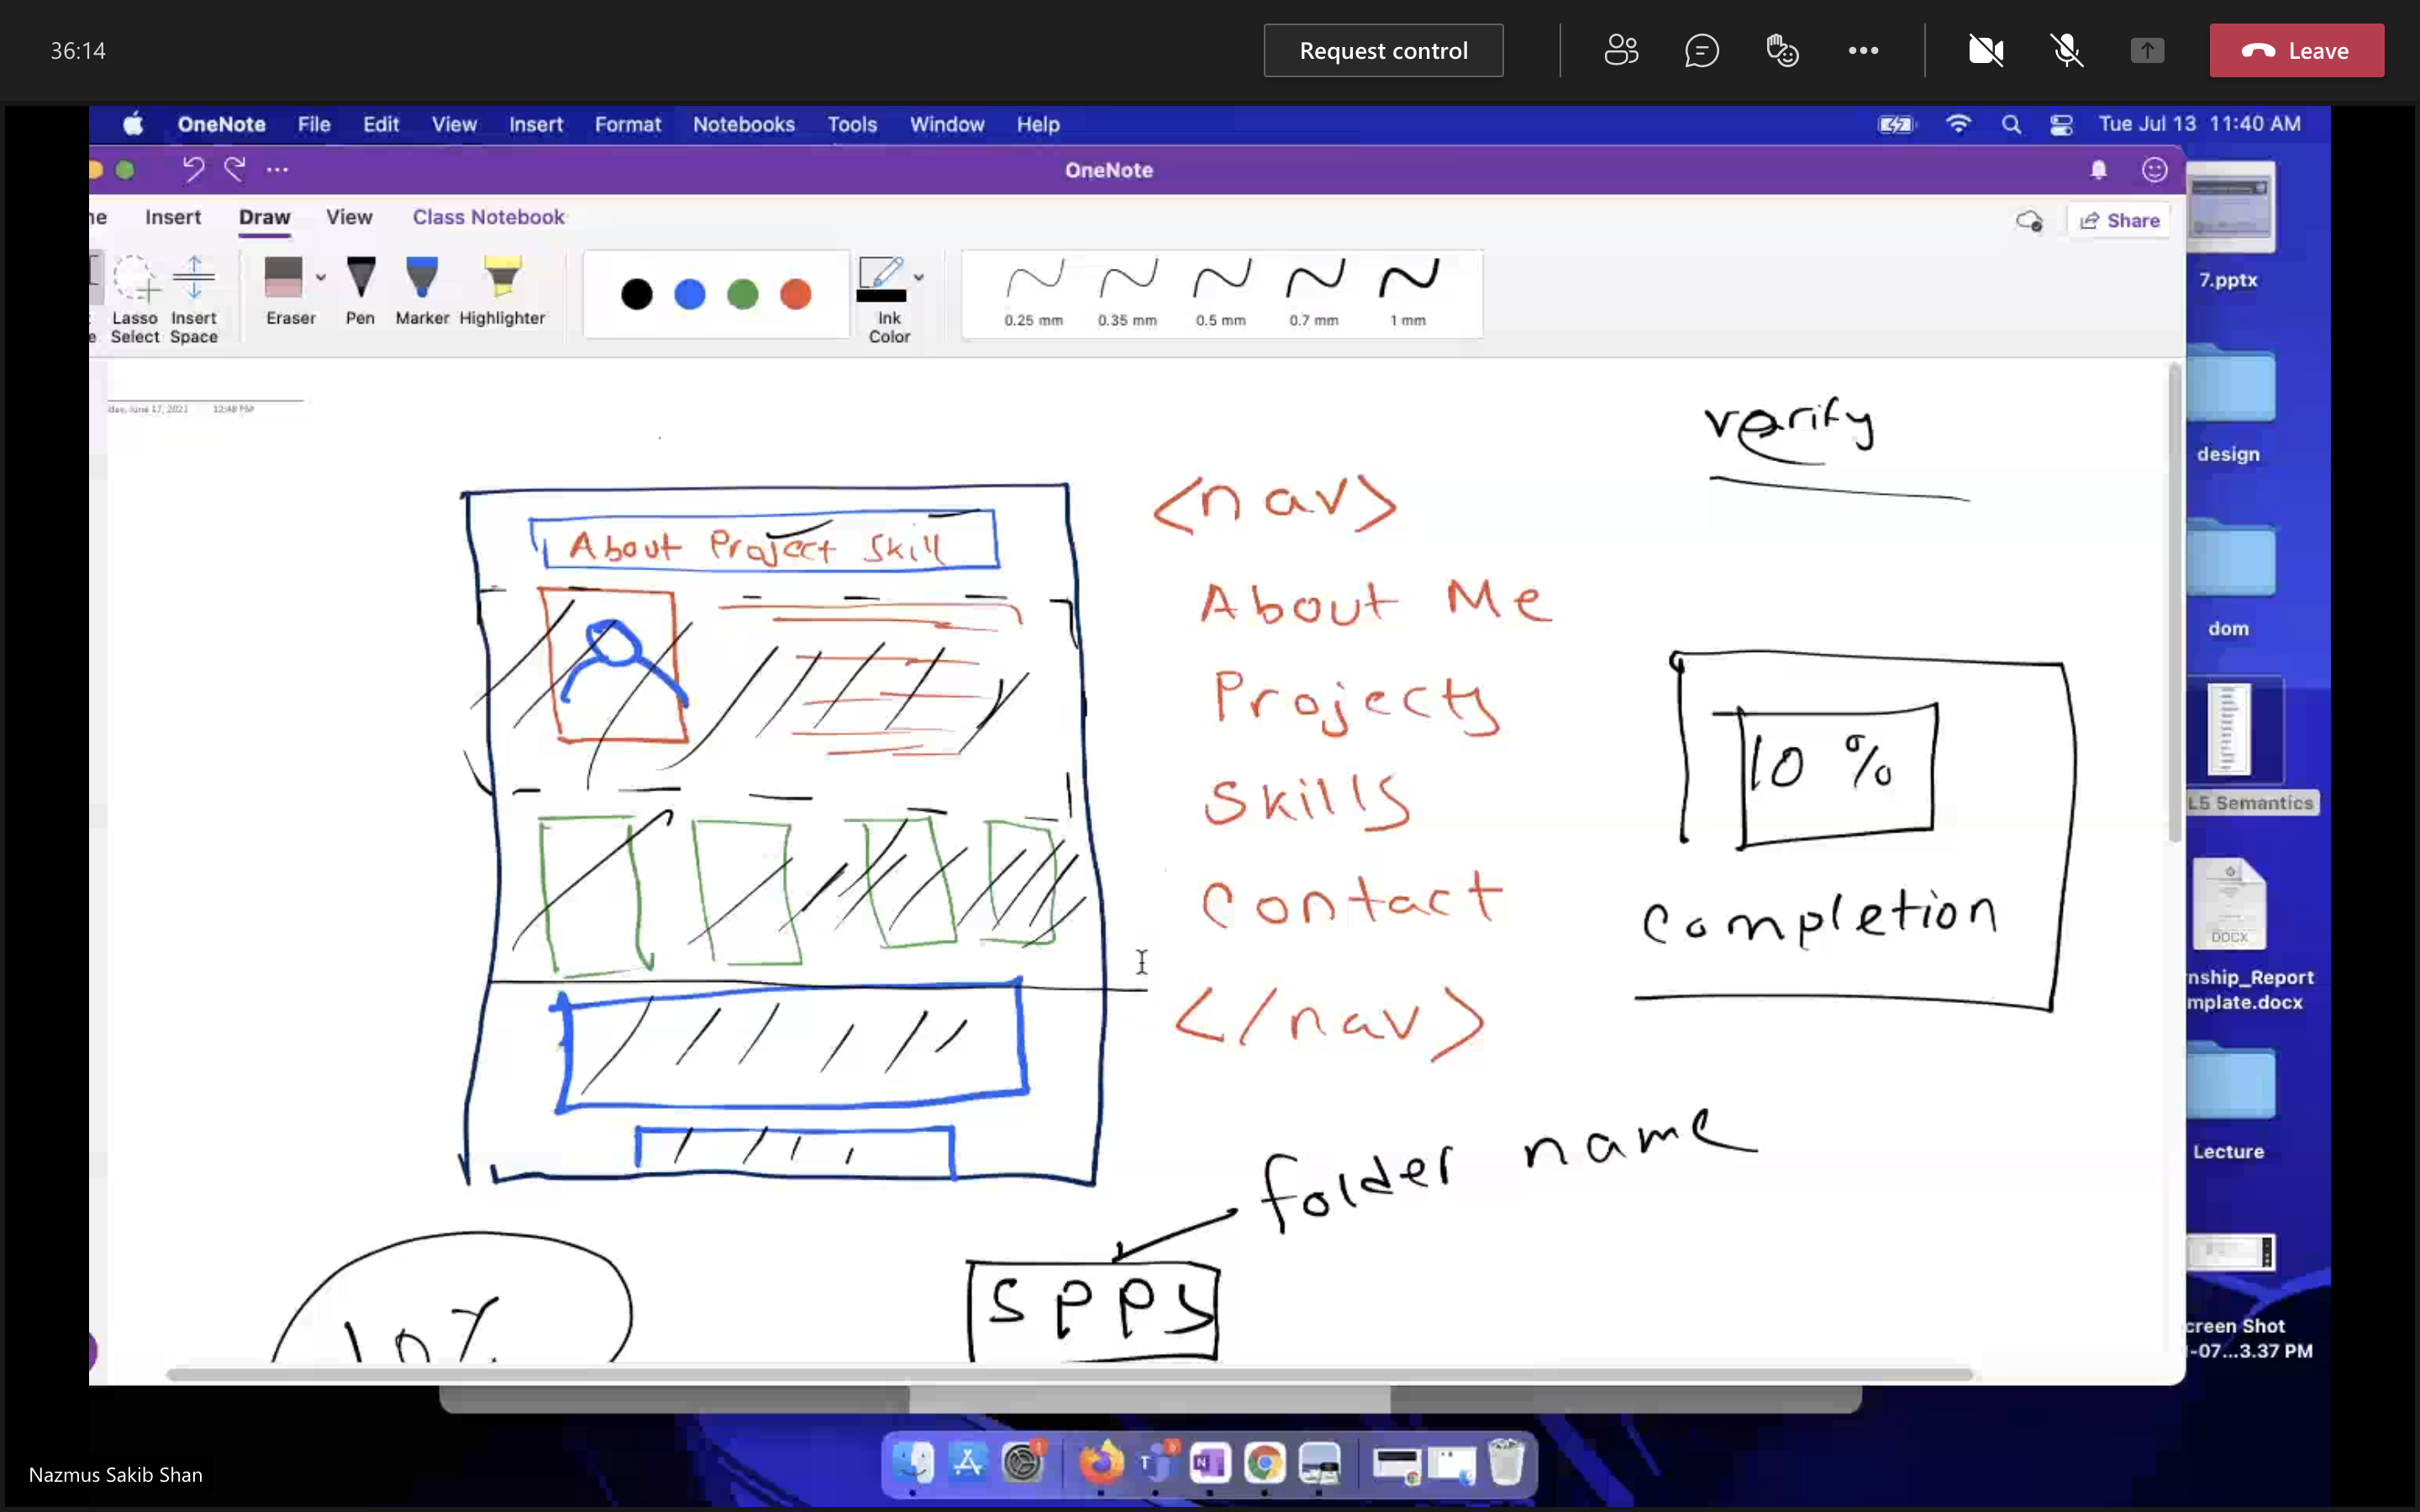 36:14
Request control
Leave
OneNote File Edit View Insert Format Notebooks Tools Window Help
Tue Jul 13 11:40 AM
OneNote
Insert Draw View Class Notebook
Share
Lasso Select
Insert Space
Eraser
Pen
Marker
Highlighter
Ink Color
0.25 mm 0.35 mm 0.5 mm 0.7 mm 1 mm
day, June 17, 2021 12:48 PM
verify
About Project Skill
<nav>
About Me
Projects
Skills
Contact
</nav>
10 %
Completion
folder name
S P P S
10%
7.pptx
design
dom
L5 Semantics
DOCX
nship_Report
mplate.docx
Lecture
creen Shot
-07...3.37 PM
Nazmus Sakib Shan